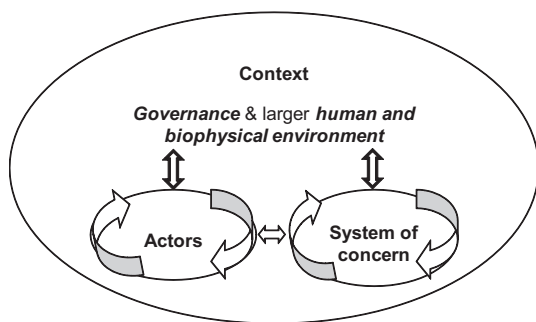 Context
Governance & larger human and
biophysical environment
Actors
System of
concern